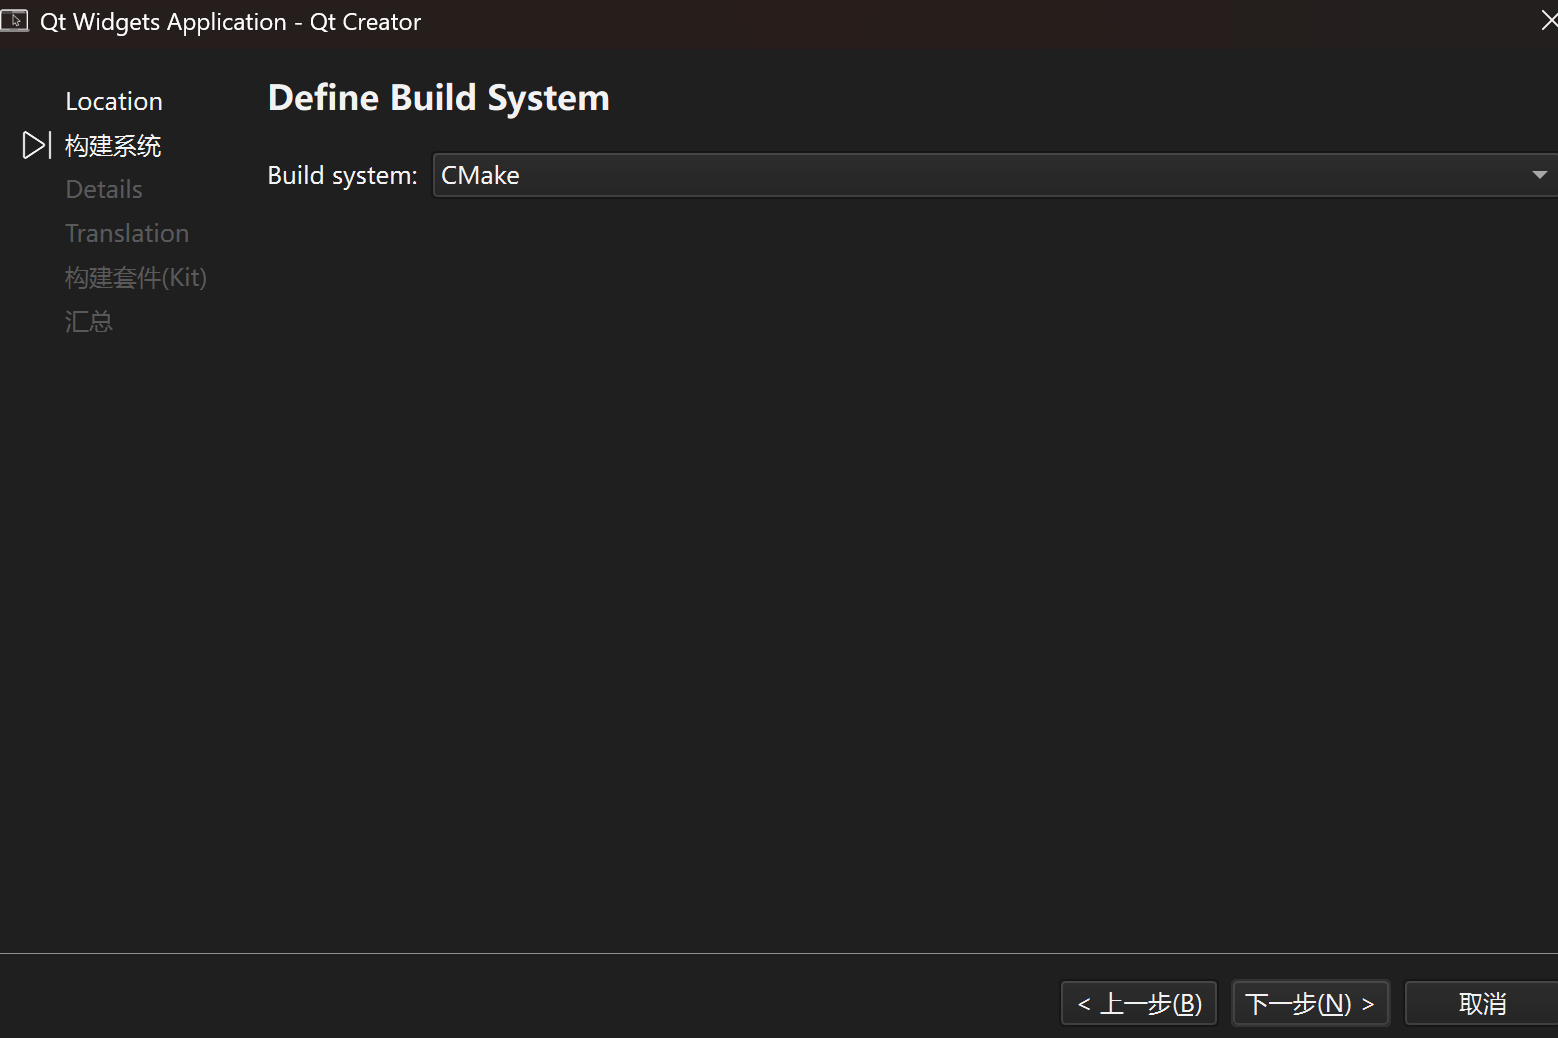 Qt Widgets Application - Qt Creator
Location
构建系统
Details
Translation
构建套件(Kit)
汇总
Define Build System
Build system: CMake
< 上一步(B)
下一步(N) >
取消